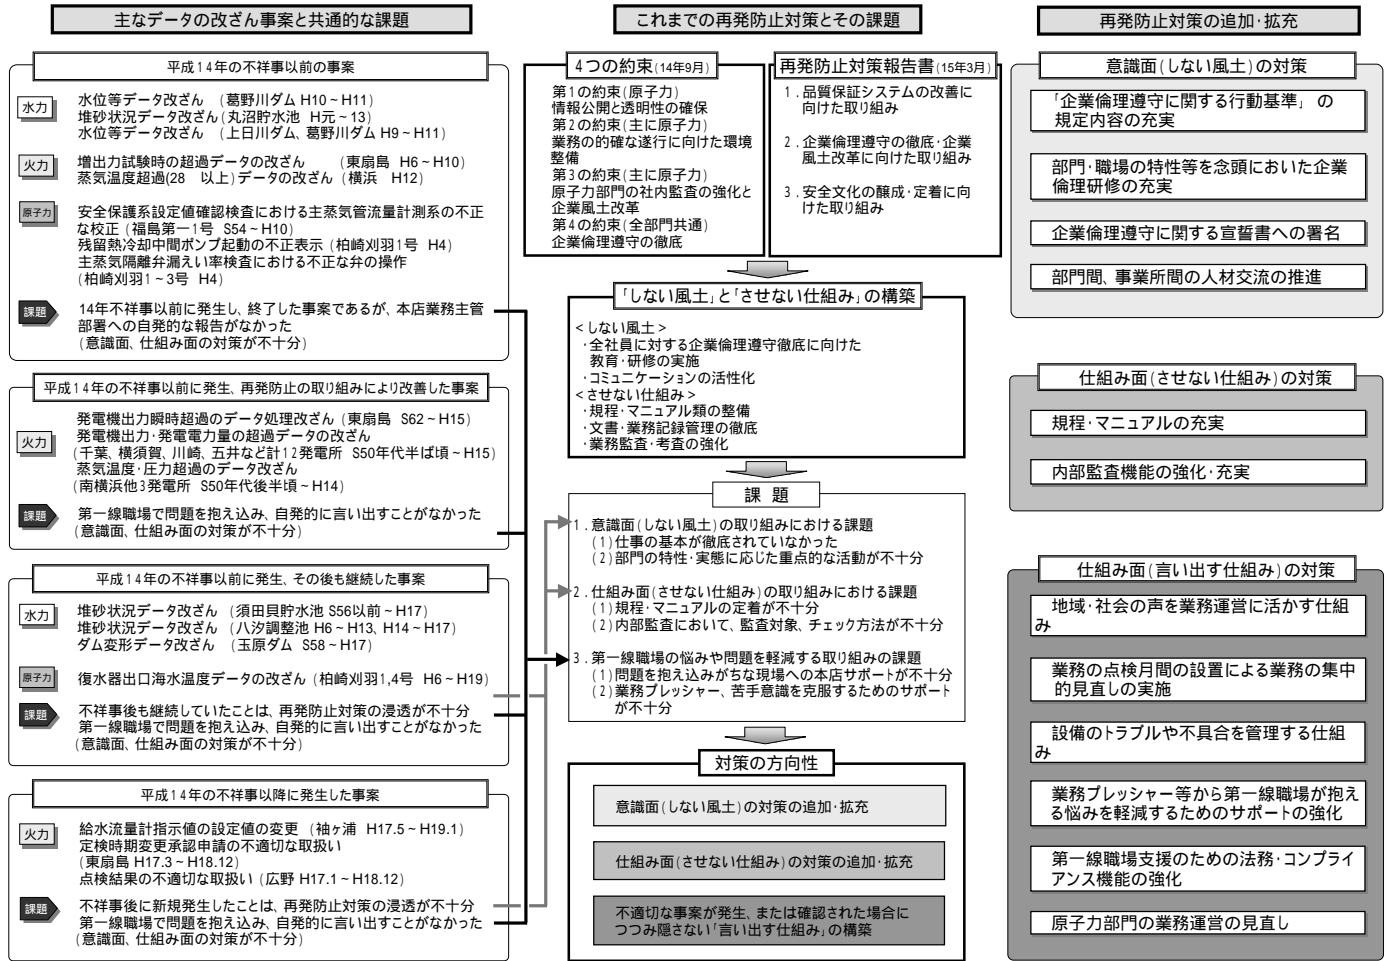 主なデータの改ざん事案と共通的な課題
平成14年の不祥事以前の事案
水力
水位等データ改ざん (葛野川ダム H10～H11)
堆砂状況データ改ざん(丸沼貯水池 H元～13)
水位等データ改ざん (上日川ダム、葛野川ダム H9～H11)
火力
増出力試験時の超過データの改ざん (東扇島 H6～H10)
蒸気温度超過(28 以上)データの改ざん (横浜 H12)
原子力
安全保護系設定値確認検査における主蒸気管流量計測系の不正
な校正 (福島第一1号 S54～H10)
残留熱冷却中間ポンプ起動の不正表示 (柏崎刈羽1号 H4)
主蒸気隔離弁漏えい率検査における不正な弁の操作
(柏崎刈羽1～3号 H4)
課題
14年不祥事以前に発生し、終了した事案であるが、本店業務主管
部署への自発的な報告がなかった
(意識面、仕組み面の対策が不十分)
平成14年の不祥事以前に発生、再発防止の取り組みにより改善した事案
火力
発電機出力瞬時超過のデータ処理改ざん (東扇島 S62～H15)
発電機出力・発電電力量の超過データの改ざん
(千葉、横須賀、川崎、五井など計12発電所 S50年代半ば頃～H15)
蒸気温度・圧力超過のデータ改ざん
(南横浜他3発電所 S50年代後半頃～H14)
課題
第一線職場で問題を抱え込み、自発的に言い出すことがなかった
(意識面、仕組み面の対策が不十分)
平成14年の不祥事以前に発生、その後も継続した事案
水力
堆砂状況データ改ざん (須田貝貯水池 S56以前～H17)
堆砂状況データ改ざん (八汐調整池 H6～H13、H14～H17)
ダム変形データ改ざん (玉原ダム S58～H17)
原子力
復水器出口海水温度データの改ざん (柏崎刈羽1,4号 H6～H19)
課題
不祥事後も継続していたことは、再発防止対策の浸透が不十分
第一線職場で問題を抱え込み、自発的に言い出すことがなかった
(意識面、仕組み面の対策が不十分)
平成14年の不祥事以降に発生した事案
火力
給水流量計指示値の設定値の変更 (袖ヶ浦 H17.5～H19.1)
定検時期変更承認申請の不適切な取扱い
(東扇島 H17.3～H18.12)
点検結果の不適切な取扱い (広野 H17.1～H18.12)
課題
不祥事後に新規発生したことは、再発防止対策の浸透が不十分
第一線職場で問題を抱え込み、自発的に言い出すことがなかった
(意識面、仕組み面の対策が不十分)
これまでの再発防止対策とその課題
4つの約束(14年9月)
第1の約束(原子力)
情報公開と透明性の確保
第2の約束(主に原子力)
業務の的確な遂行に向けた環境
整備
第3の約束(主に原子力)
原子力部門の社内監査の強化と
企業風土改革
第4の約束(全部門共通)
企業倫理遵守の徹底
再発防止対策報告書(15年3月)
1.品質保証システムの改善に
向けた取り組み
2.企業倫理遵守の徹底・企業
風土改革に向けた取り組み
3.安全文化の醸成・定着に向
けた取り組み
「しない風土」と「させない仕組み」の構築
<しない風土>
・全社員に対する企業倫理遵守徹底に向けた
教育・研修の実施
・コミュニケーションの活性化
<させない仕組み>
・規程・マニュアル類の整備
・文書・業務記録管理の徹底
・業務監査・考査の強化
課 題
1.意識面(しない風土)の取り組みにおける課題
(1)仕事の基本が徹底されていなかった
(2)部門の特性・実態に応じた重点的な活動が不十分
2.仕組み面(させない仕組み)の取り組みにおける課題
(1)規程・マニュアルの定着が不十分
(2)内部監査において、監査対象、チェック方法が不十分
3.第一線職場の悩みや問題を軽減する取り組みの課題
(1)問題を抱え込みがちな現場への本店サポートが不十分
(2)業務プレッシャー、苦手意識を克服するためのサポート
が不十分
対策の方向性
意識面(しない風土)の対策の追加・拡充
仕組み面(させない仕組み)の対策の追加・拡充
不適切な事案が発生、または確認された場合に
つつみ隠さない「言い出す仕組み」の構築
再発防止対策の追加・拡充
意識面(しない風土)の対策
「企業倫理遵守に関する行動基準」 の
規定内容の充実
部門・職場の特性等を念頭においた企業
倫理研修の充実
企業倫理遵守に関する宣誓書への署名
部門間、事業所間の人材交流の推進
仕組み面(させない仕組み)の対策
規程・マニュアルの充実
内部監査機能の強化・充実
仕組み面(言い出す仕組み)の対策
地域・社会の声を業務運営に活かす仕組
み
業務の点検月間の設置による業務の集中
的見直しの実施
設備のトラブルや不具合を管理する仕組
み
業務プレッシャー等から第一線職場が抱え
る悩みを軽減するためのサポートの強化
第一線職場支援のための法務・コンプライ
アンス機能の強化
原子力部門の業務運営の見直し